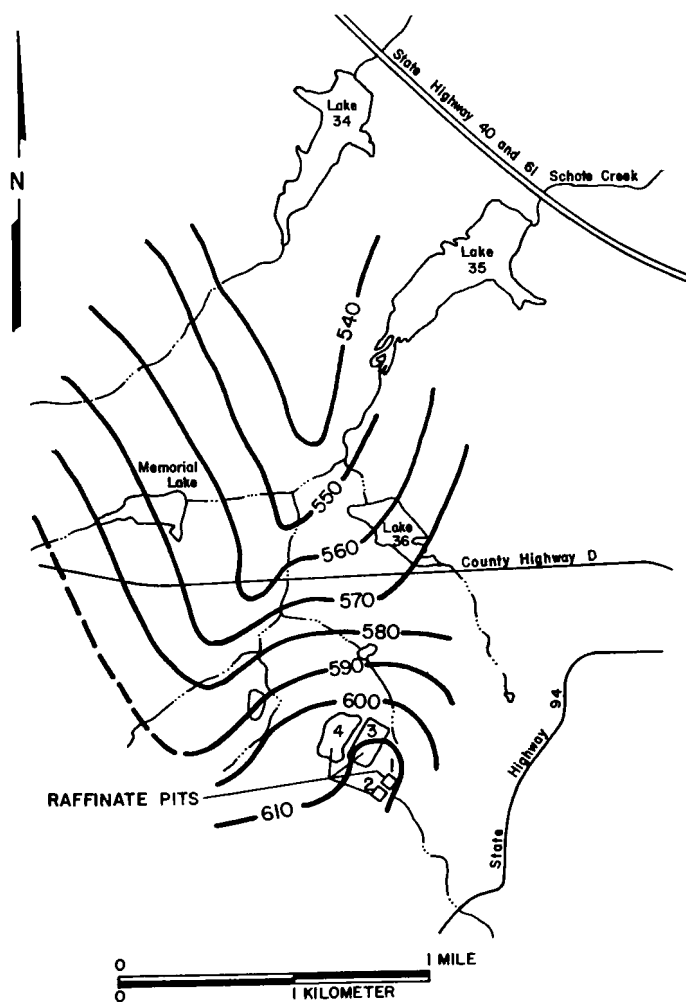 State Highway 40 and 61
Lake
34
N
Schote Creek
Lake
35
540
Memorial
Lake
550
Lake
36
560
County Highway D
570
580
590
600
94
State Highway
4
3
1
2
RAFFINATE PITS
610
0
1 MILE
0
1 KILOMETER